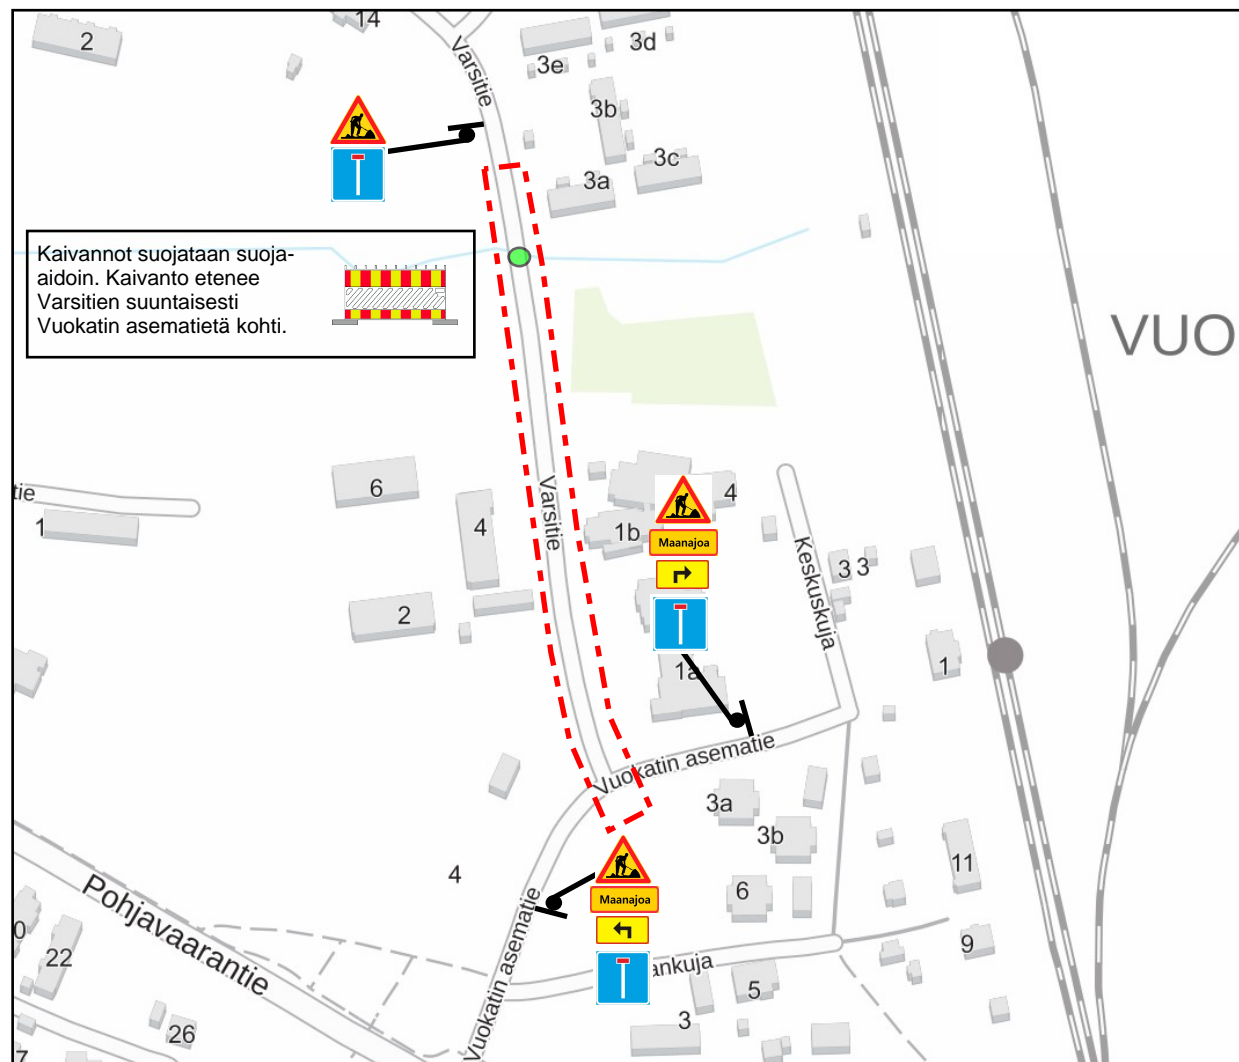 2
14
Varsitie
3d
3e
3b
3c
3a
Kaivannot suojataan suoja-
aidoin. Kaivanto etenee
Varsitien suuntaisesti
Vuokatin asematietä kohti.
VUO
6
4
tie
1
4
Varsitie
1b
Maanajoa
Keskuskuja
3 3
2
1a
1
Vuokatin asematie
3a
3b
4
6
11
Maanajoa
Pohjavaarantie
Vuokatin asematie
0
22
9
ankuja
5
3
26
7